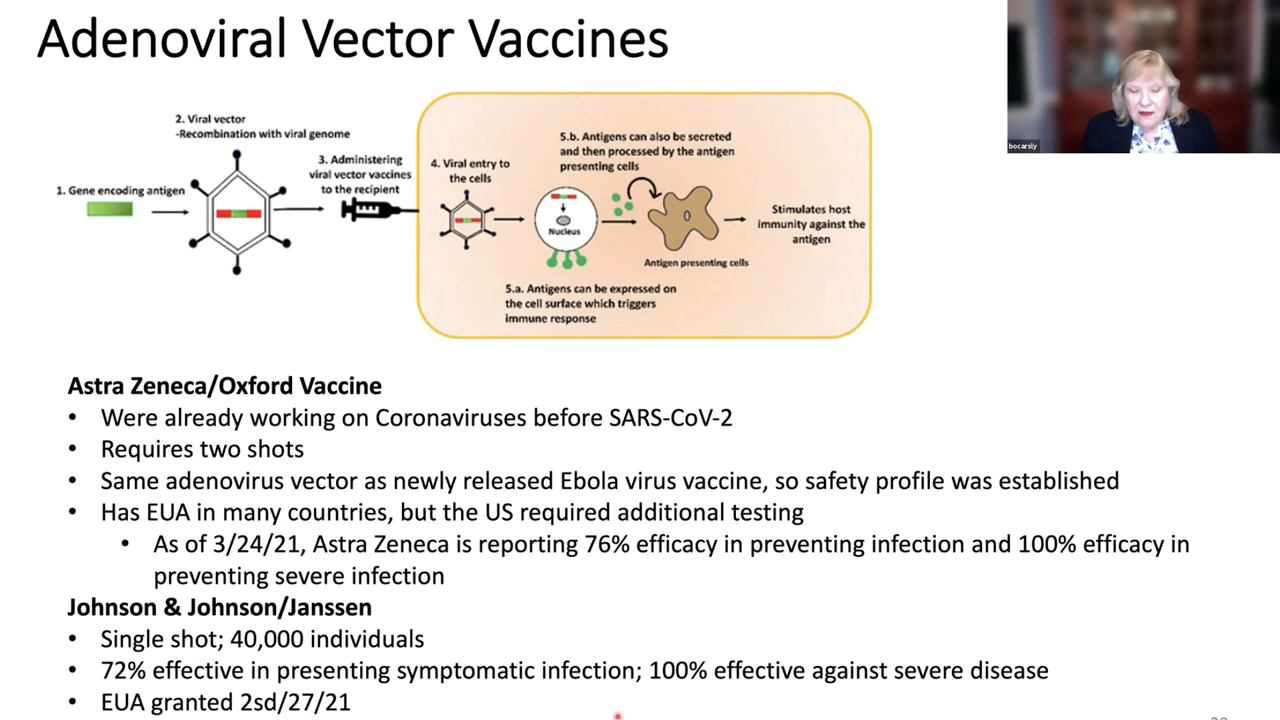 Adenoviral Vector Vaccines
bocarsly
2. Viral vector
-Recombination with viral genome
1. Gene encoding antigen
3. Administering
viral vector vaccines
to the recipient
4. Viral entry to
the cells
5.b. Antigens can also be secreted
and then processed by the antigen
presenting cells
Nucleus
Antigen presenting cells
Stimulates host
immunity against the
antigen
5.a. Antigens can be expressed on
the cell surface which triggers
immune response
Astra Zeneca/Oxford Vaccine
• Were already working on Coronaviruses before SARS-CoV-2
• Requires two shots
• Same adenovirus vector as newly released Ebola virus vaccine, so safety profile was established
• Has EUA in many countries, but the US required additional testing
• As of 3/24/21, Astra Zeneca is reporting 76% efficacy in preventing infection and 100% efficacy in
preventing severe infection
Johnson & Johnson/Janssen
• Single shot; 40,000 individuals
• 72% effective in presenting symptomatic infection; 100% effective against severe disease
• EUA granted 2sd/27/21